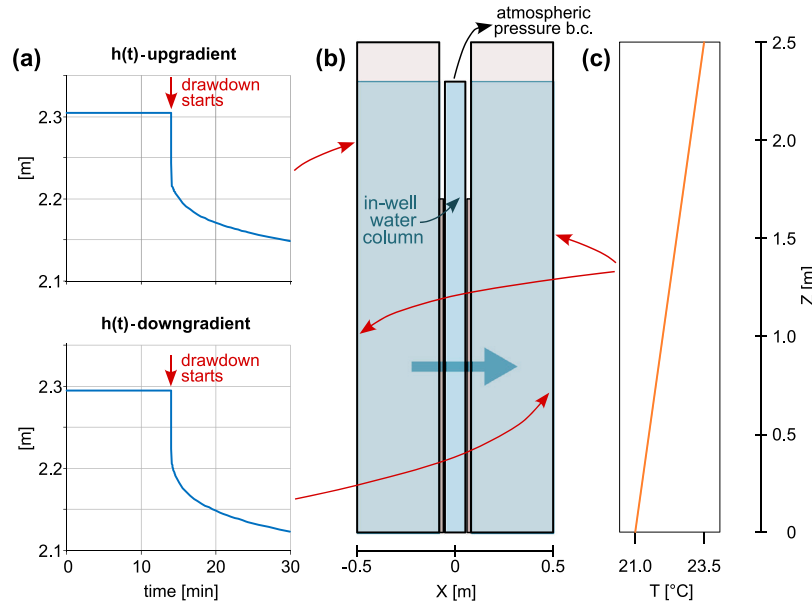 (a)
h(t)-upgradient
drawdown
starts
2.3
2.2
2.1
[m]
h(t)-downgradient
drawdown
starts
2.3
2.2
2.1
[m]
0
10
20
30
time [min]
(b)
atmospheric
pressure b.c.
in-well
water
column
-0.5
0
0.5
X [m]
(c)
21.0
23.5
T [°C]
2.5
2.0
1.5
1.0
0.5
0
Z [m]